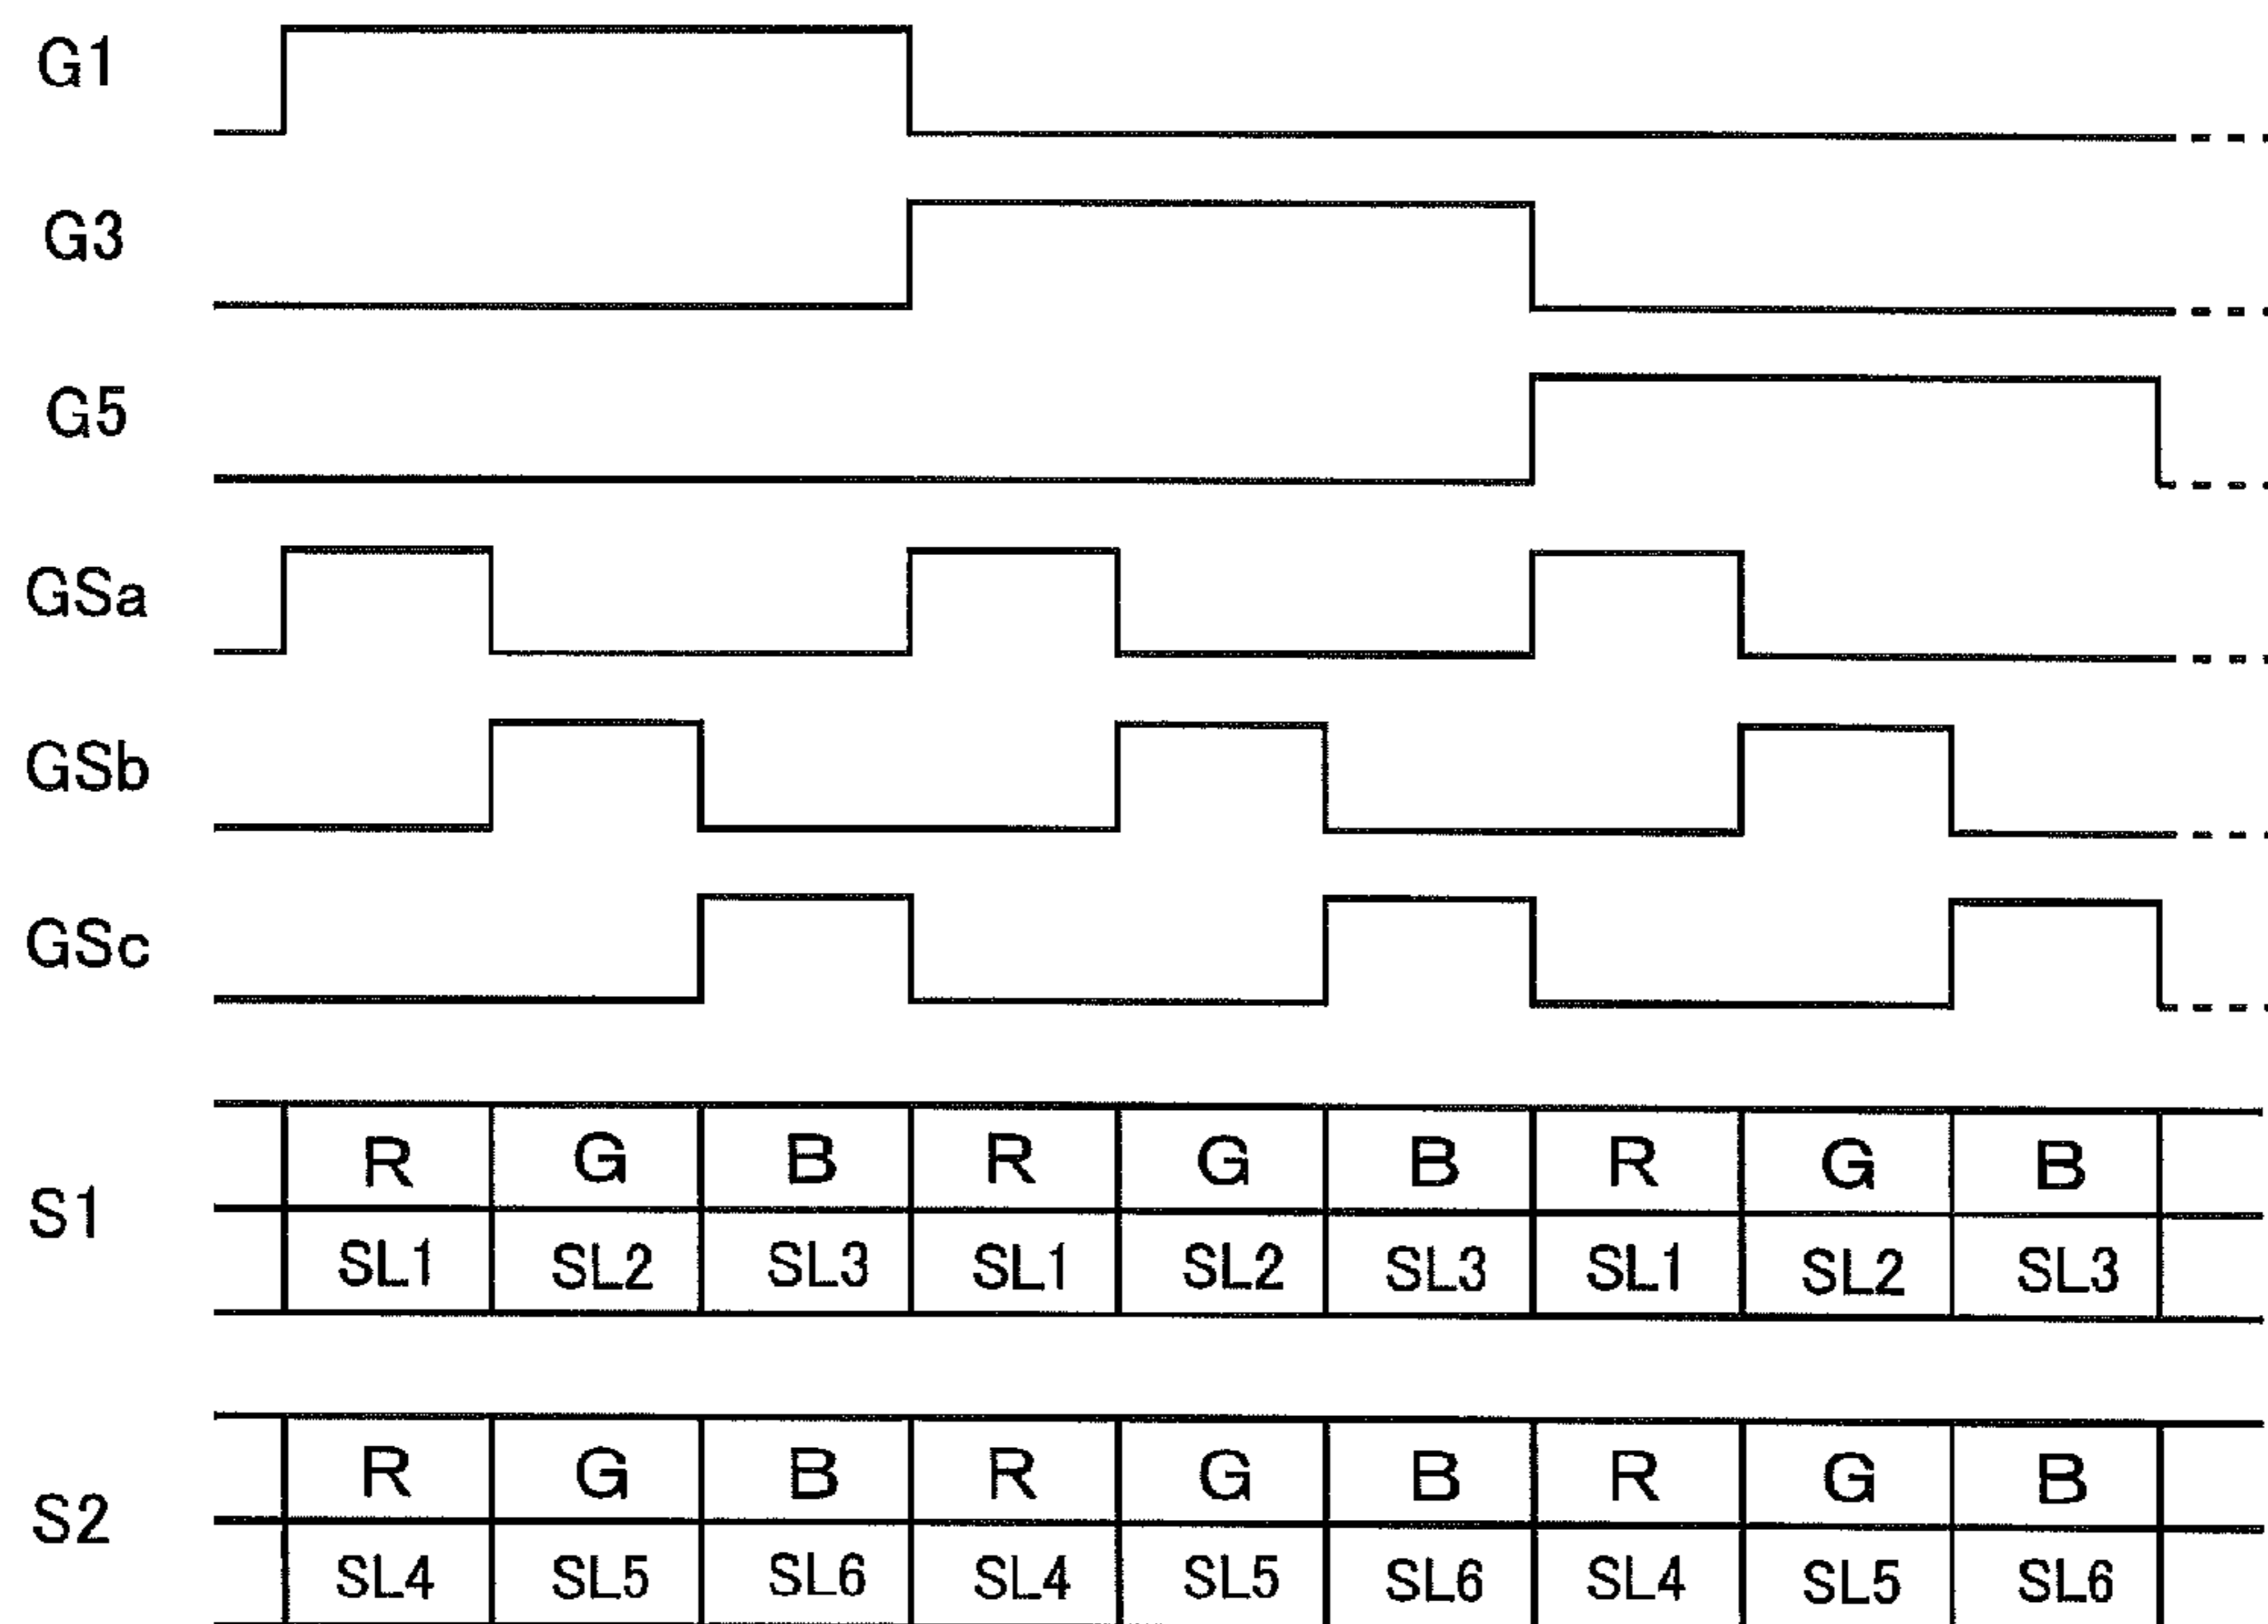 G1
G3
G5
GSa
GSb
GSc
S1
R G B R G B R G B
SL1 SL2 SL3 SL1 SL2 SL3 SL1 SL2 SL3
S2
R G B R G B R G B
SL4 SL5 SL6 SL4 SL5 SL6 SL4 SL5 SL6